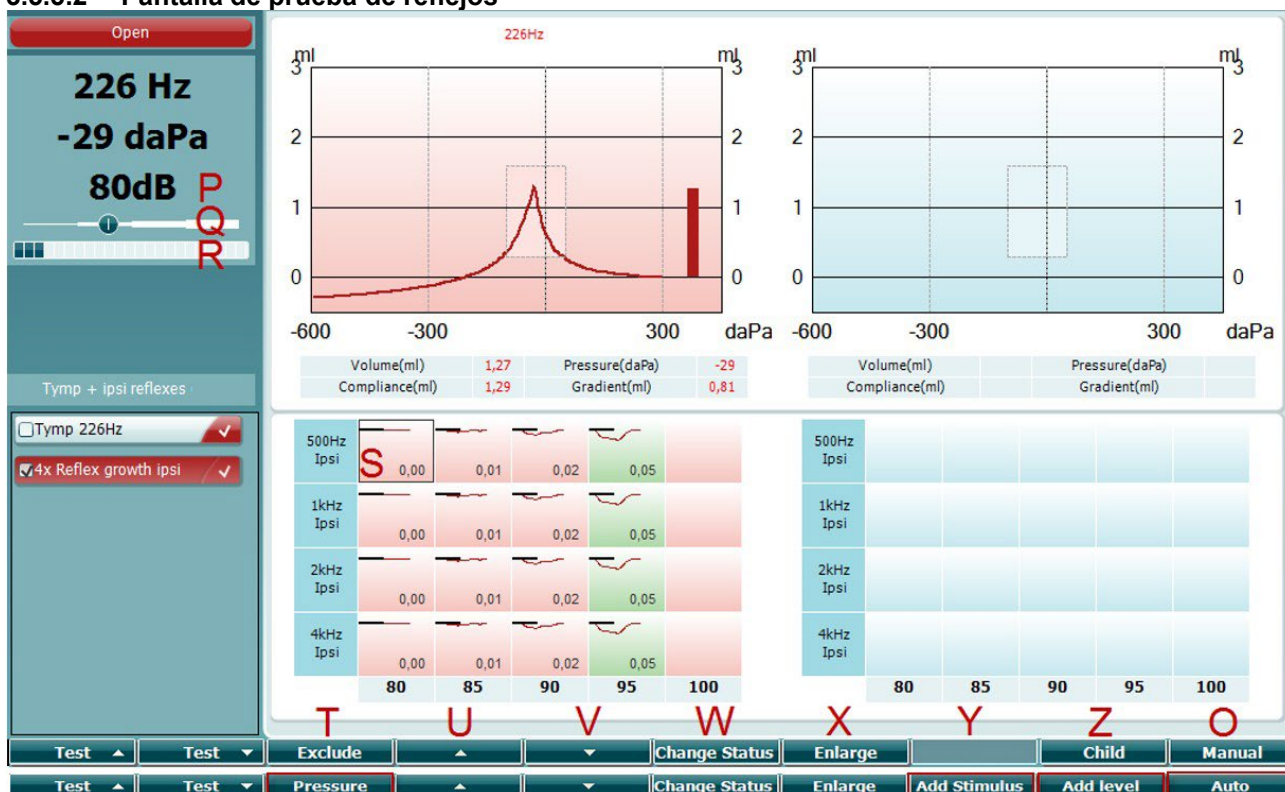 Pantalla de prueba de reflejos
Open
226 Hz
-29 daPa
80dB P
Q
R
Tymp + ipsi reflexes
Tymp 226Hz
4x Reflex growth ipsi
226Hz
ml ml
3 3
2 2
1 1
0 0
-600 -300 300 daPa
Volume(ml) 1,27 Pressure(daPa) -29
Compliance(ml) 1,29 Gradient(ml) 0,81
ml ml
3 3
2 2
1 1
0 0
-600 -300 300 daPa
Volume(ml) Pressure(daPa)
Compliance(ml) Gradient(ml)
500Hz
Ipsi S 0,00 0,01 0,02 0,05
1kHz
Ipsi 0,00 0,01 0,02 0,05
2kHz
Ipsi 0,00 0,01 0,02 0,05
4kHz
Ipsi 0,00 0,01 0,02 0,05
80 85 90 95 100
500Hz
Ipsi
1kHz
Ipsi
2kHz
Ipsi
4kHz
Ipsi
80 85 90 95 100
T U V W X Y Z O
Test Test Exclude Change Status Enlarge Child Manual
Test Test Pressure Change Status Enlarge Add Stimulus Add level Auto